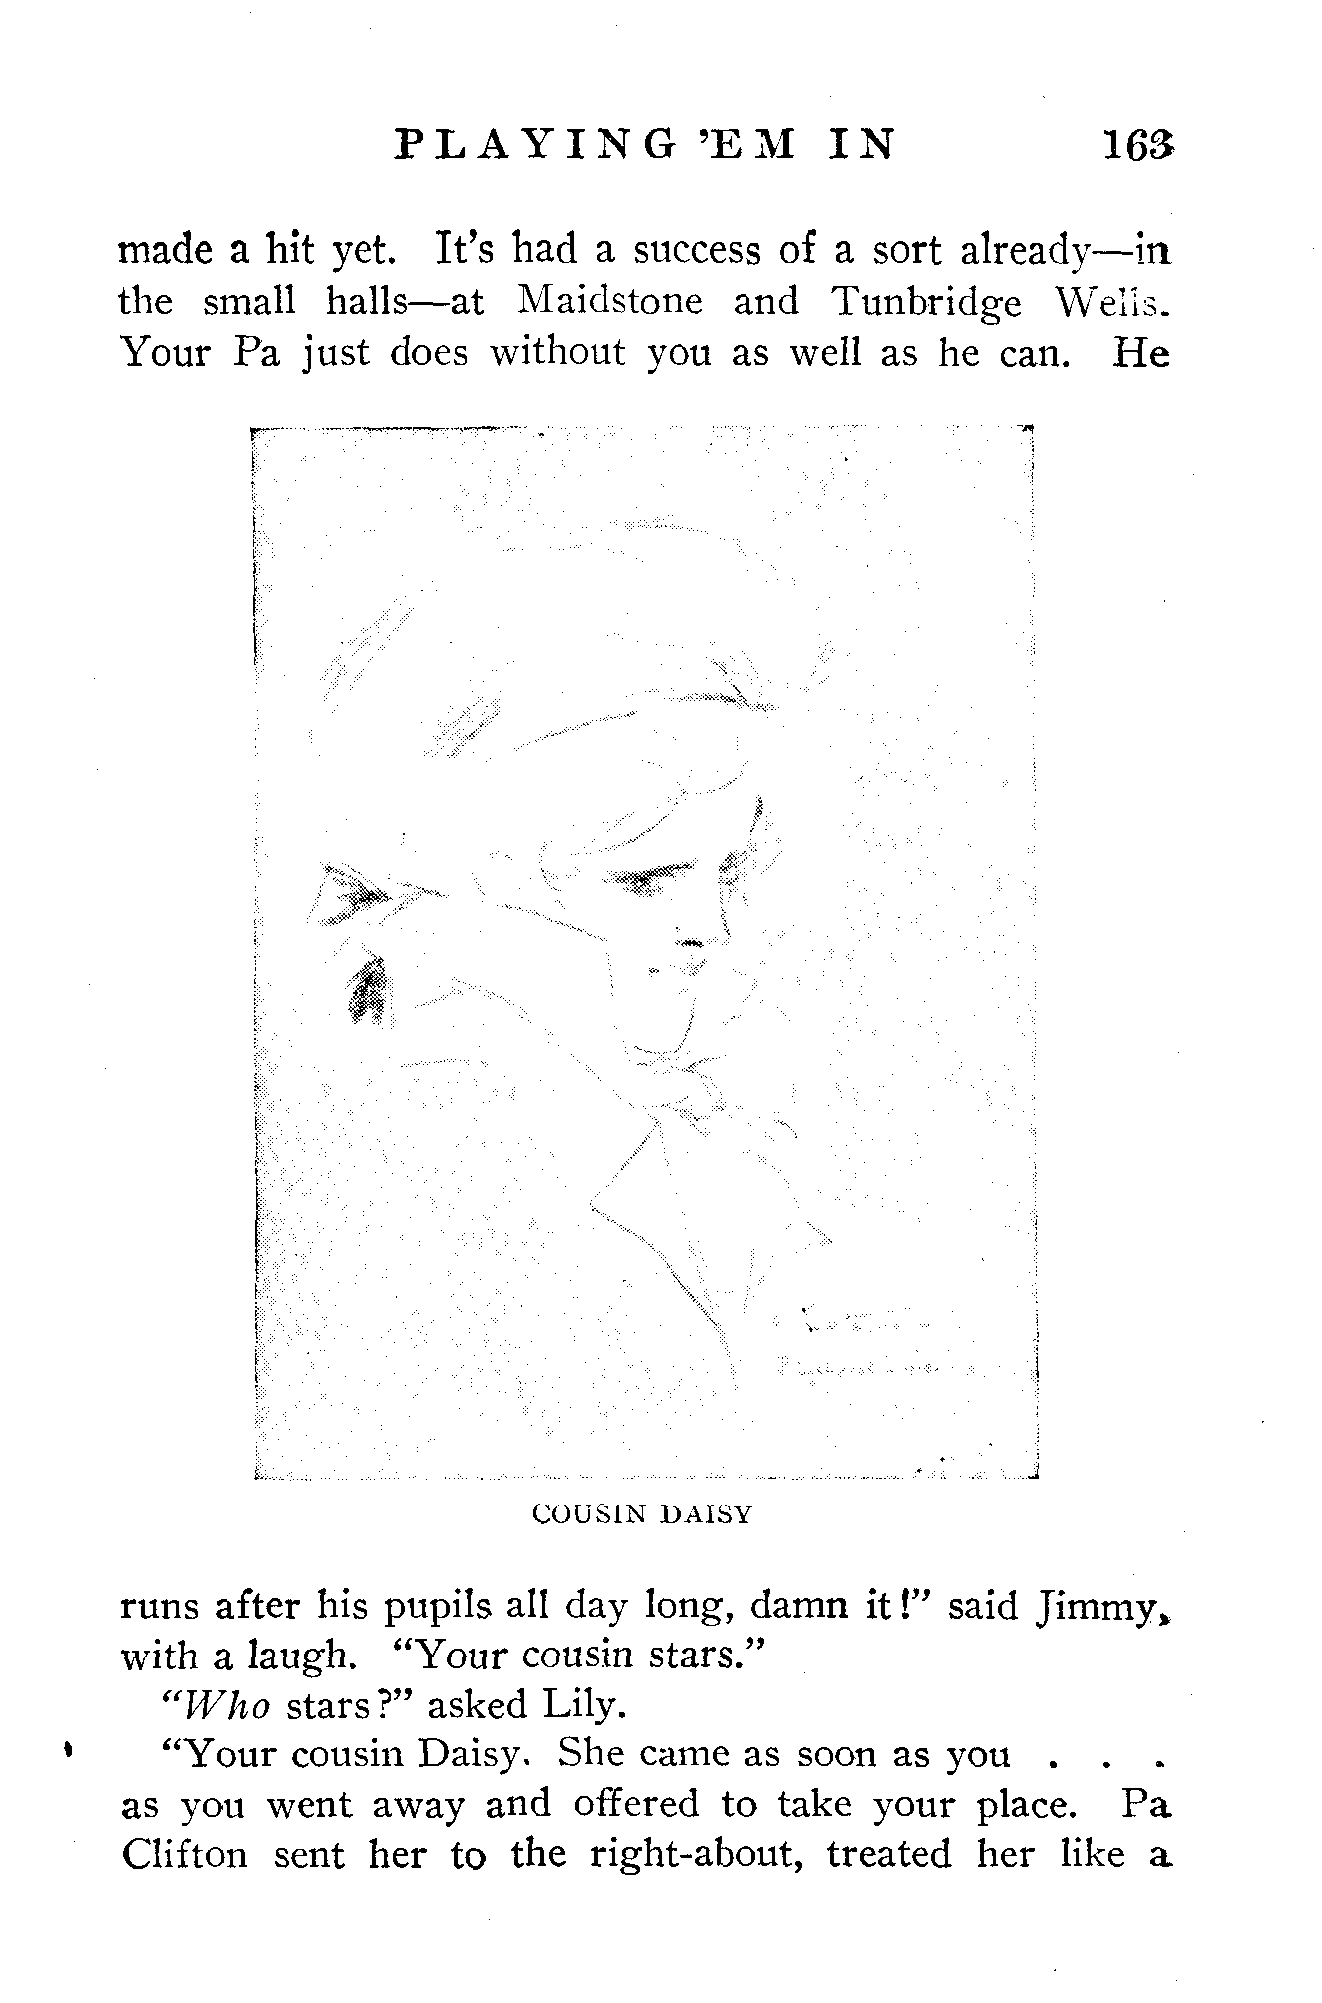 PLAYING 'EM IN 163
made a hit yet. It's had a success of a sort already—in
the small halls—at Maidstone and Tunbridge Wells.
Your Pa just does without you as well as he can. He
COUSIN DAISY
runs after his pupils all day long, damn it!" said Jimmy,
with a laugh. "Your cousin stars."
"Who stars?" asked Lily.
"Your cousin Daisy. She came as soon as you . . .
as you went away and offered to take your place. Pa
Clifton sent her to the right-about, treated her like a